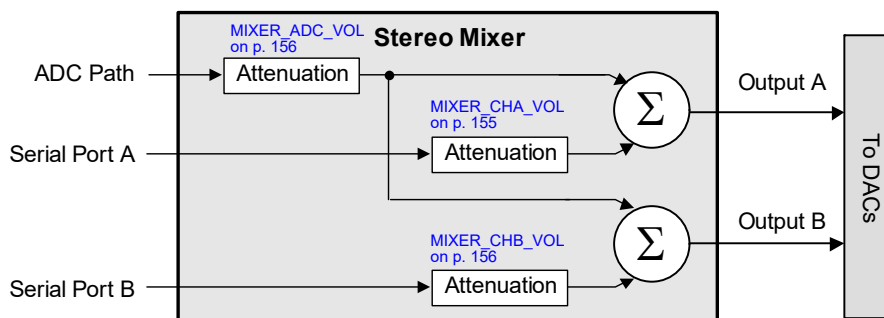 MIXER_ADC_VOL
on p. 156
Stereo Mixer
ADC Path
Attenuation
Output A
MIXER_CHA_VOL
on p. 155
Σ
Serial Port A
Attenuation
To DACs
Output B
MIXER_CHB_VOL
on p. 156
Σ
Serial Port B
Attenuation